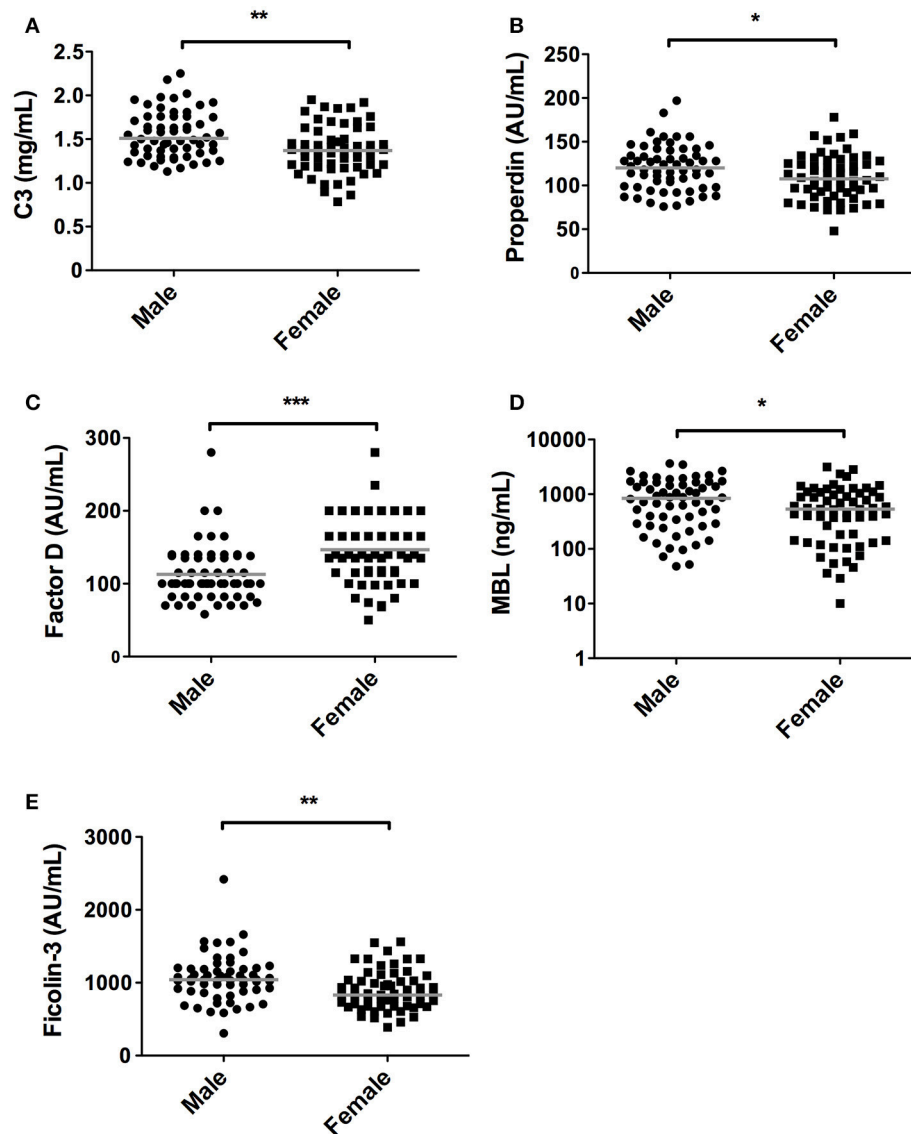 A
**
C3 (mg/mL)
2.5
2.0
1.5
1.0
0.5
0
Male
Female
B
*
Properdin (AU/mL)
250
200
150
100
50
0
Male
Female
C
***
Factor D (AU/mL)
300
200
100
0
Male
Female
D
*
MBL (ng/mL)
10000
1000
100
10
1
Male
Female
E
**
Ficolin-3 (AU/mL)
3000
2000
1000
0
Male
Female